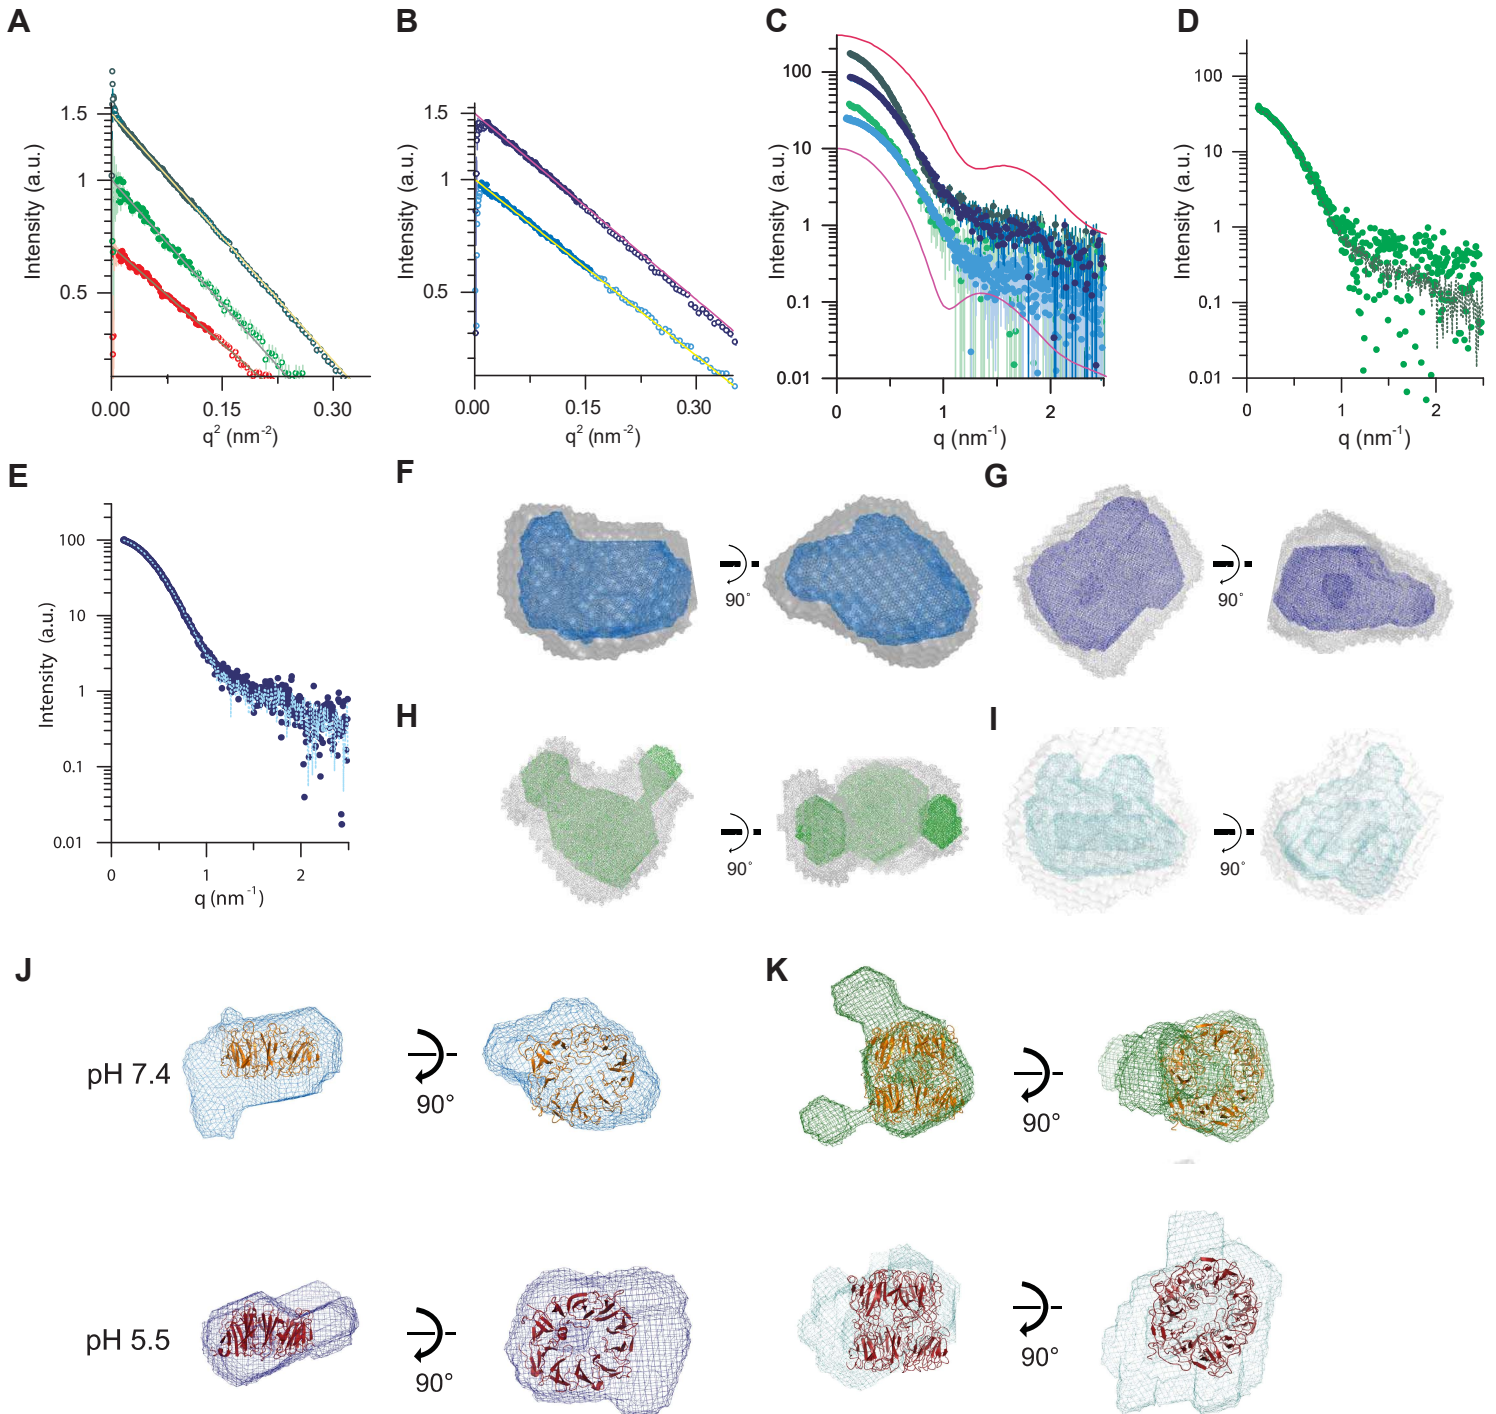 A
Intensity (a.u.)
1.5
1
0.5
0.00
0.15
0.30
q² (nm⁻²)
B
Intensity (a.u.)
1.5
1
0.5
0.00
0.15
0.30
q² (nm⁻²)
C
Intensity (a.u.)
100
10
1
0.1
0.01
0
1
2
q (nm⁻¹)
D
Intensity (a.u.)
100
10
1
0.1
0.01
0
1
2
q (nm⁻¹)
E
Intensity (a.u.)
100
10
1
0.1
0.01
0
1
2
q (nm⁻¹)
F
90°
G
90°
H
90°
I
90°
J
pH 7.4
90°
pH 5.5
90°
K
90°
90°